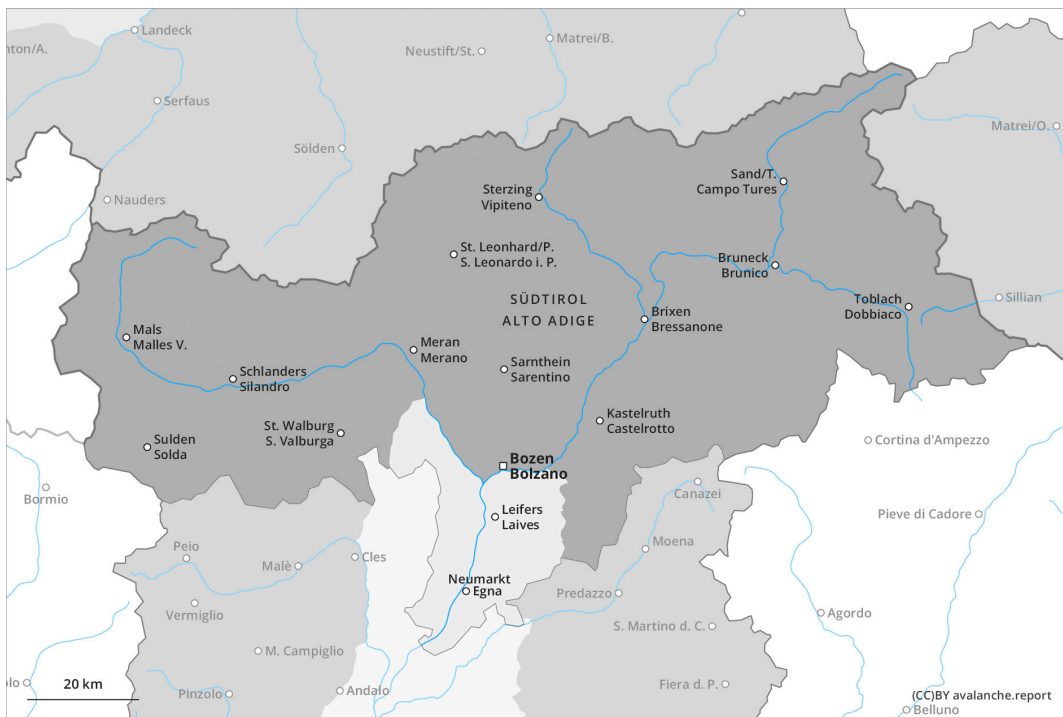 Landeck
nton/A.
Neustift/St.
Matrei/B.
Serfaus
Matrei/O.
Sölden
Nauders
Sand/T.
Campo Tures
Sterzing
Vipiteno
St. Leonhard/P.
S. Leonardo i. P.
Bruneck
Brunico
SÜDTIROL
ALTO ADIGE
Toblach
Dobbiaco
Sillian
Brixen
Bressanone
Mals
Malles V.
Meran
Merano
Sarnthein
Sarentino
Schlanders
Silandro
Kastelruth
Castelrotto
St. Walburg
S. Valburga
Sulden
Solda
Cortina d'Ampezzo
Bozen
Bolzano
Bormio
Canazei
Leifers
Laives
Pieve di Cadore
Peio
Moena
Malè
Cles
Neumarkt
Egna
Predazzo
Vermiglio
Agordo
S. Martino d. C.
M. Campiglio
olo
20 km
Pinzolo
Andalo
Fiera d. P.
(CC)BY avalanche.report
Belluno